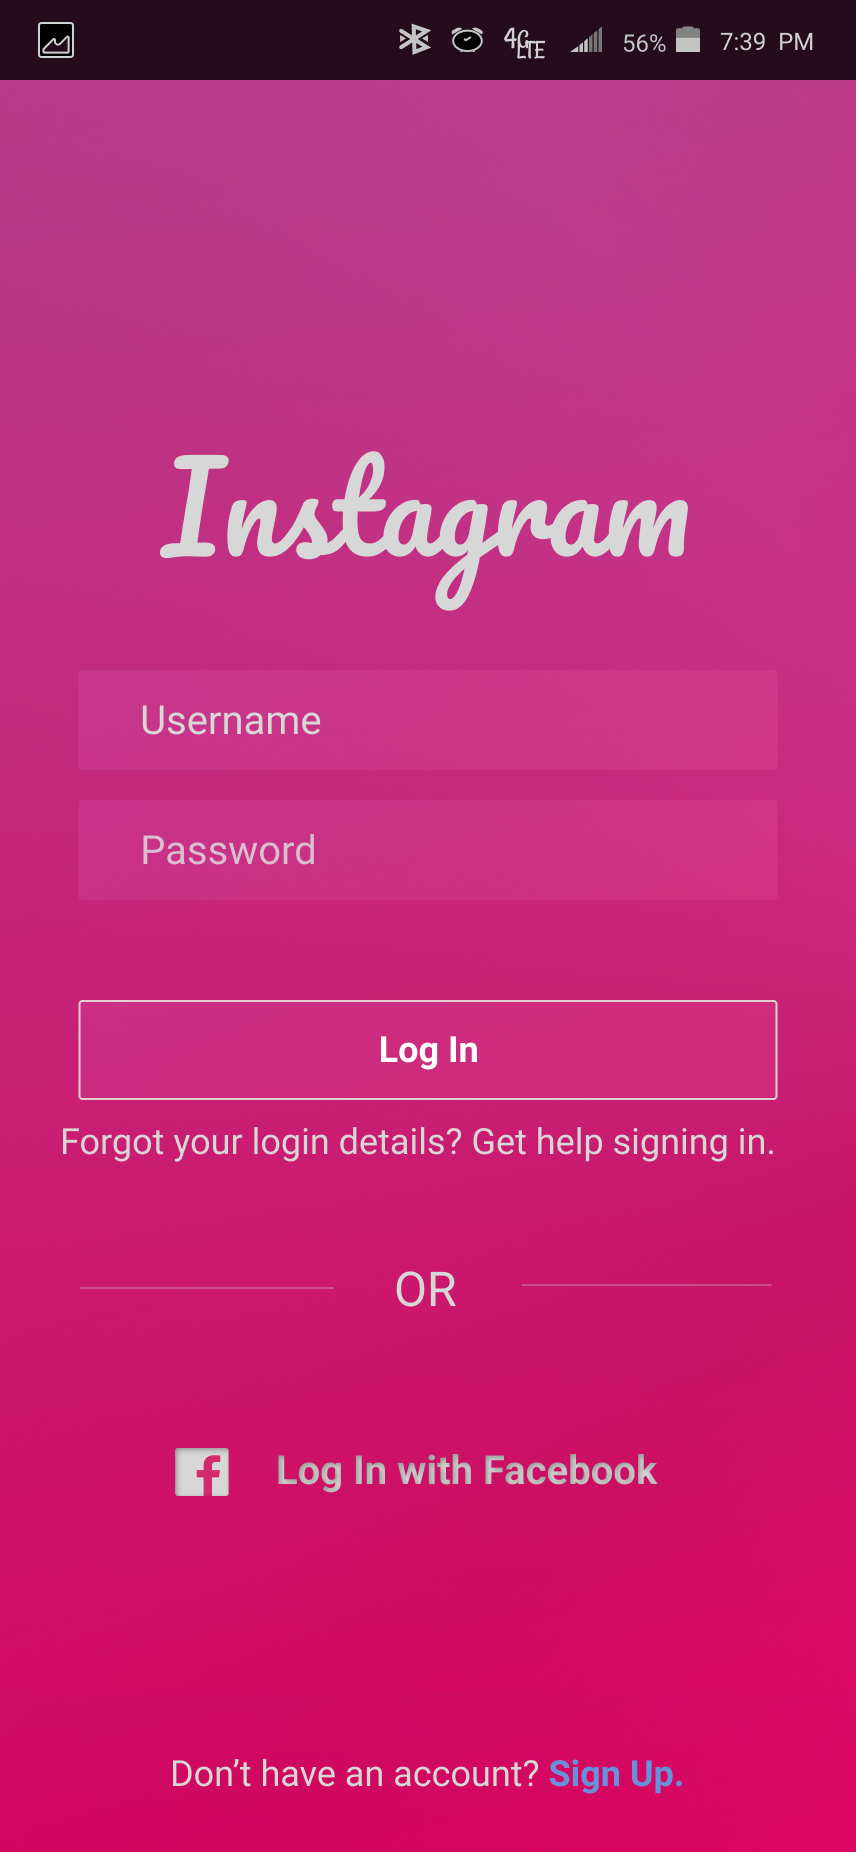 4G LTE 56% 7:39 PM
Instagram
Username
Password
Log In
Forgot your login details? Get help signing in.
OR
Log In with Facebook
Don’t have an account? Sign Up.